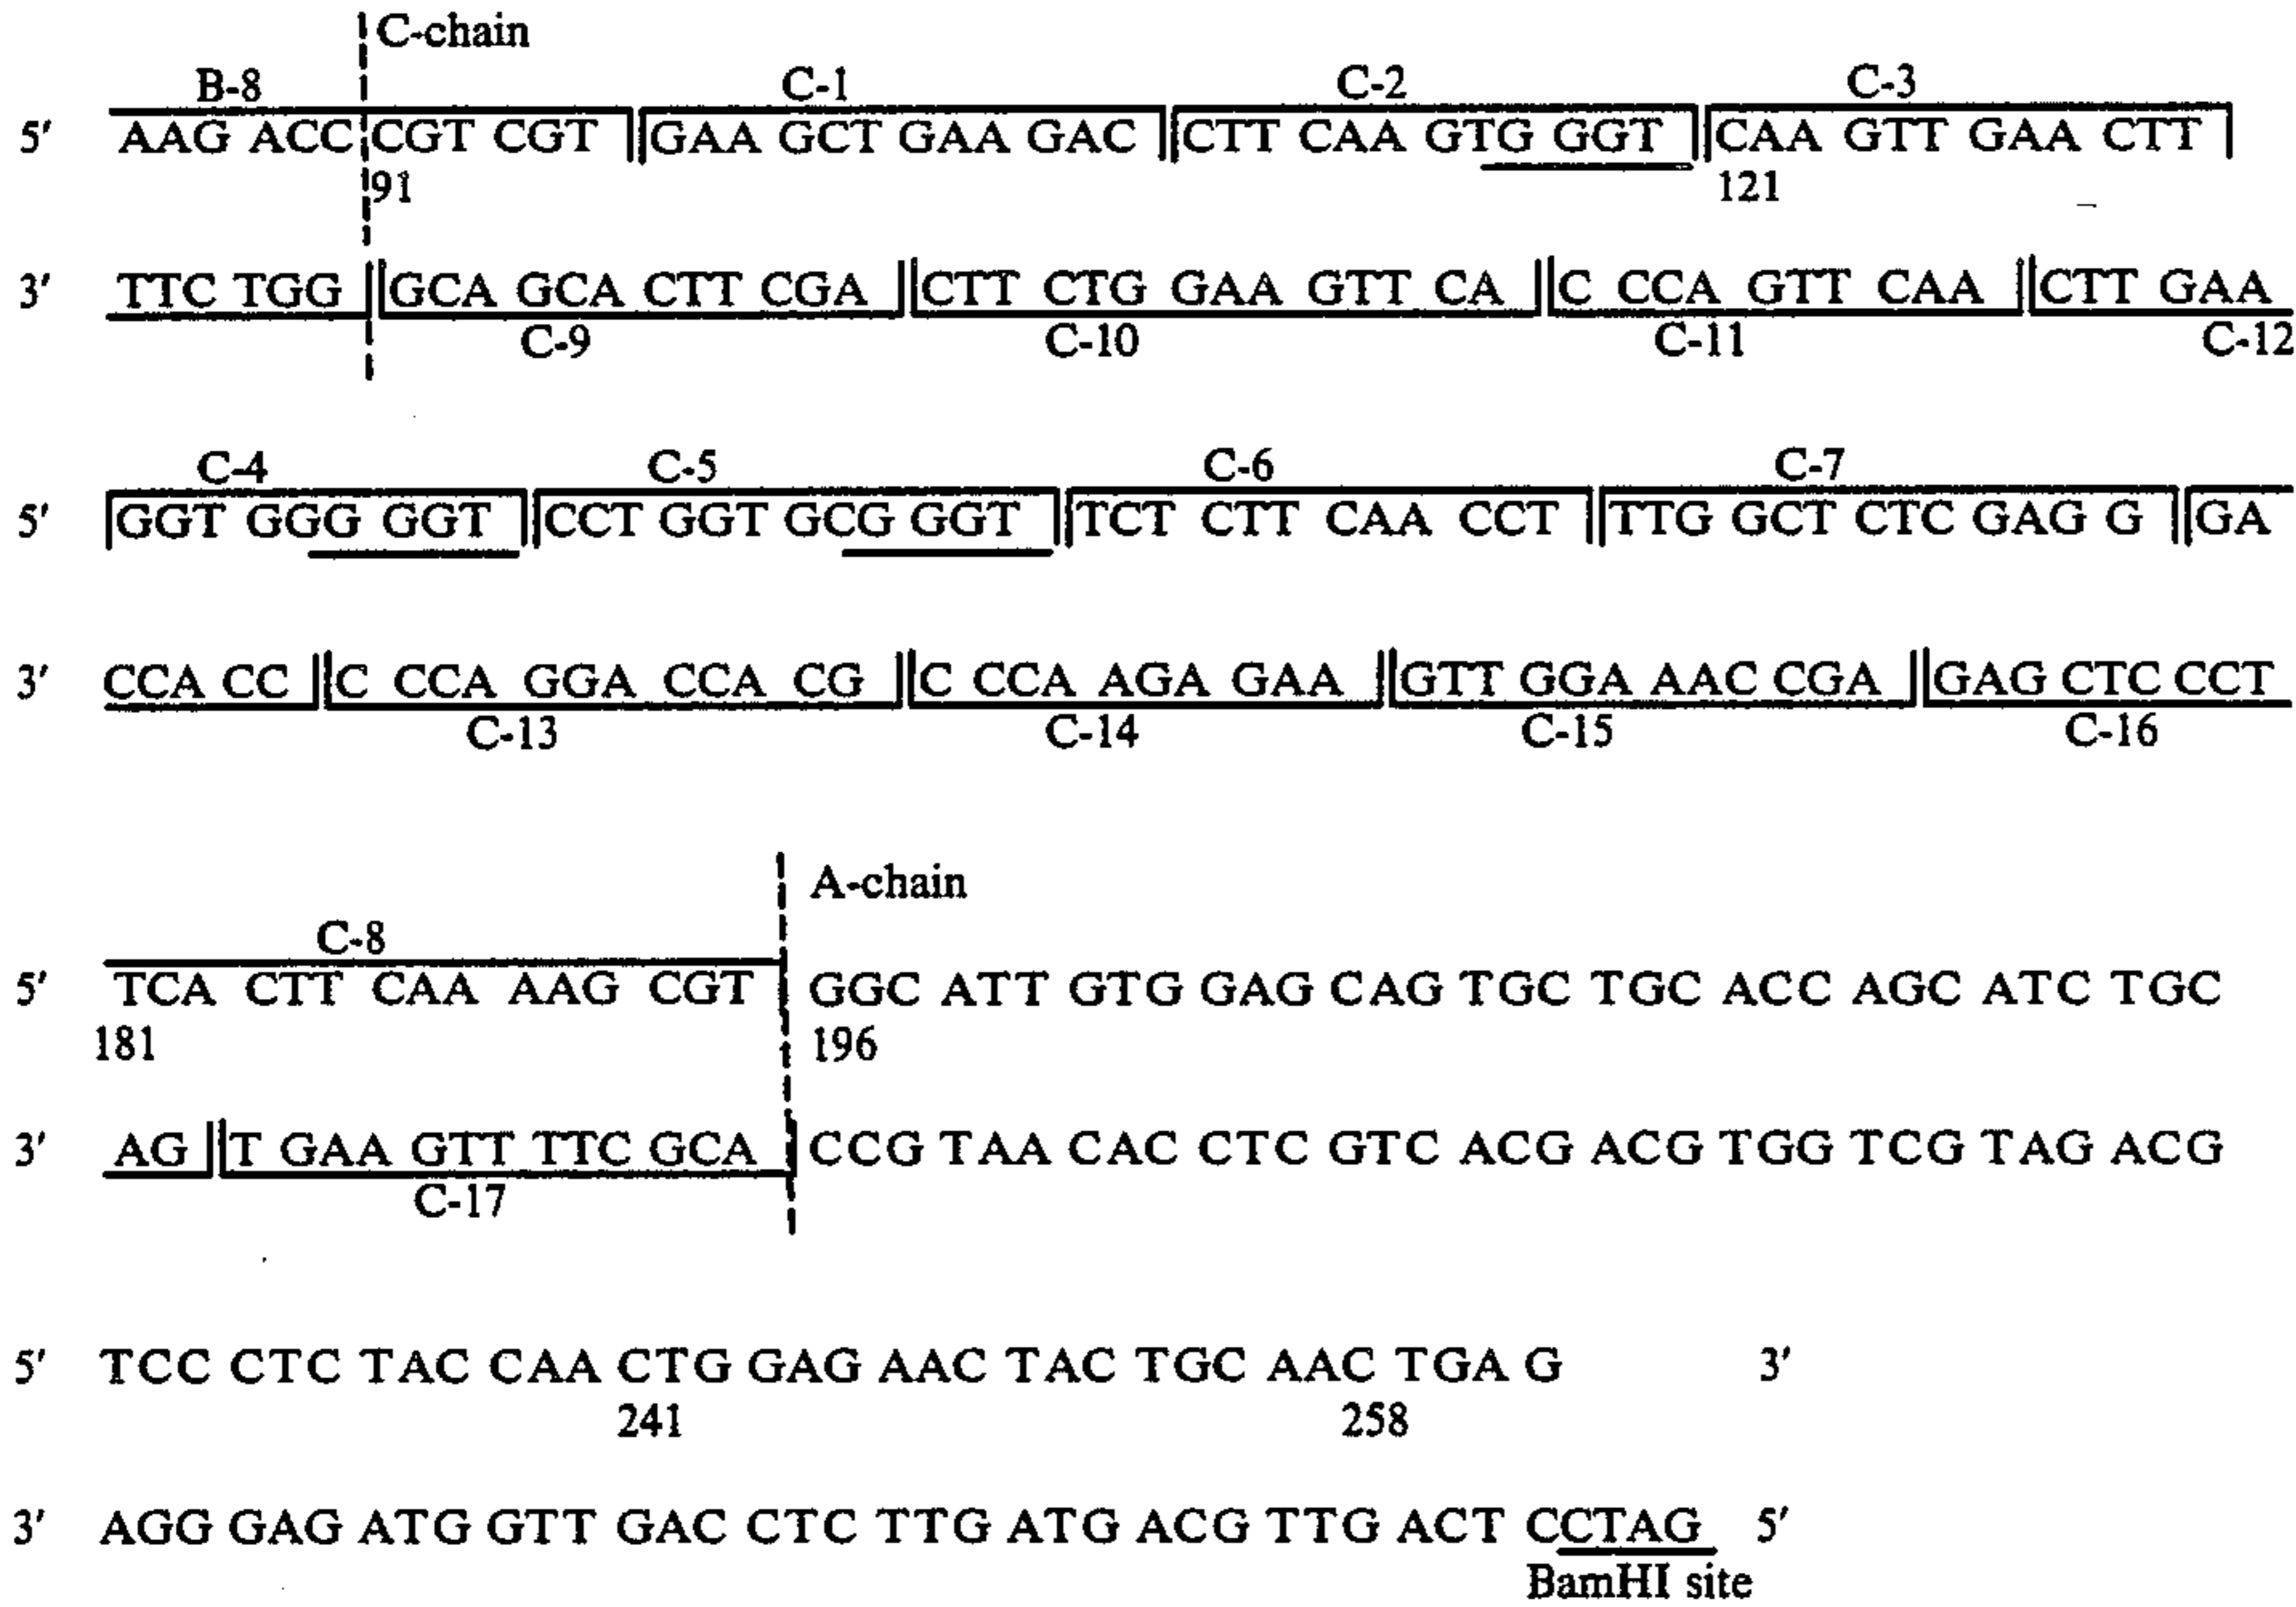 C-chain
B-8 C-1 C-2 C-3
5′ AAG ACC CGT CGT GAA GCT GAA GAC CTT CAA GTG GGT CAA GTT GAA CTT
91 121
3′ TTC TGG GCA GCA CTT CGA CTT CTG GAA GTT CA C CCA GTT CAA CTT GAA
C-9 C-10 C-11 C-12
C-4 C-5 C-6 C-7
5′ GGT GGG GGT CCT GGT GCG GGT TCT CTT CAA CCT TTG GCT CTC GAG G GA
3′ CCA CC C CCA GGA CCA CG C CCA AGA GAA GTT GGA AAC CGA GAG CTC CCT
C-13 C-14 C-15 C-16
A-chain
C-8
5′ TCA CTT CAA AAG CGT GGC ATT GTG GAG CAG TGC TGC ACC AGC ATC TGC
181 196
3′ AG T GAA GTT TTC GCA CCG TAA CAC CTC GTC ACG ACG TGG TCG TAG ACG
C-17
5′ TCC CTC TAC CAA CTG GAG AAC TAC TGC AAC TGA G 3′
241 258
3′ AGG GAG ATG GTT GAC CTC TTG ATG ACG TTG ACT CCTAG 5′
BamHI site